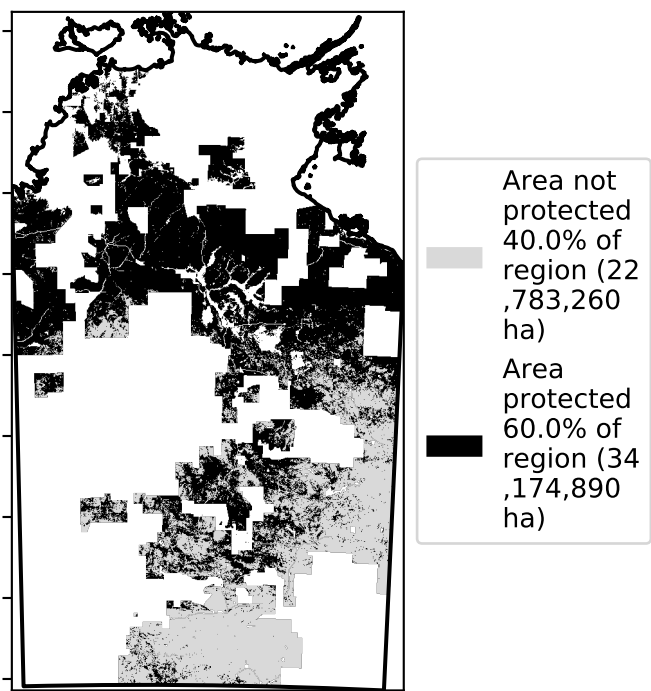 Area not
protected
40.0% of
region (22
,783,260
ha)
Area
protected
60.0% of
region (34
,174,890
ha)